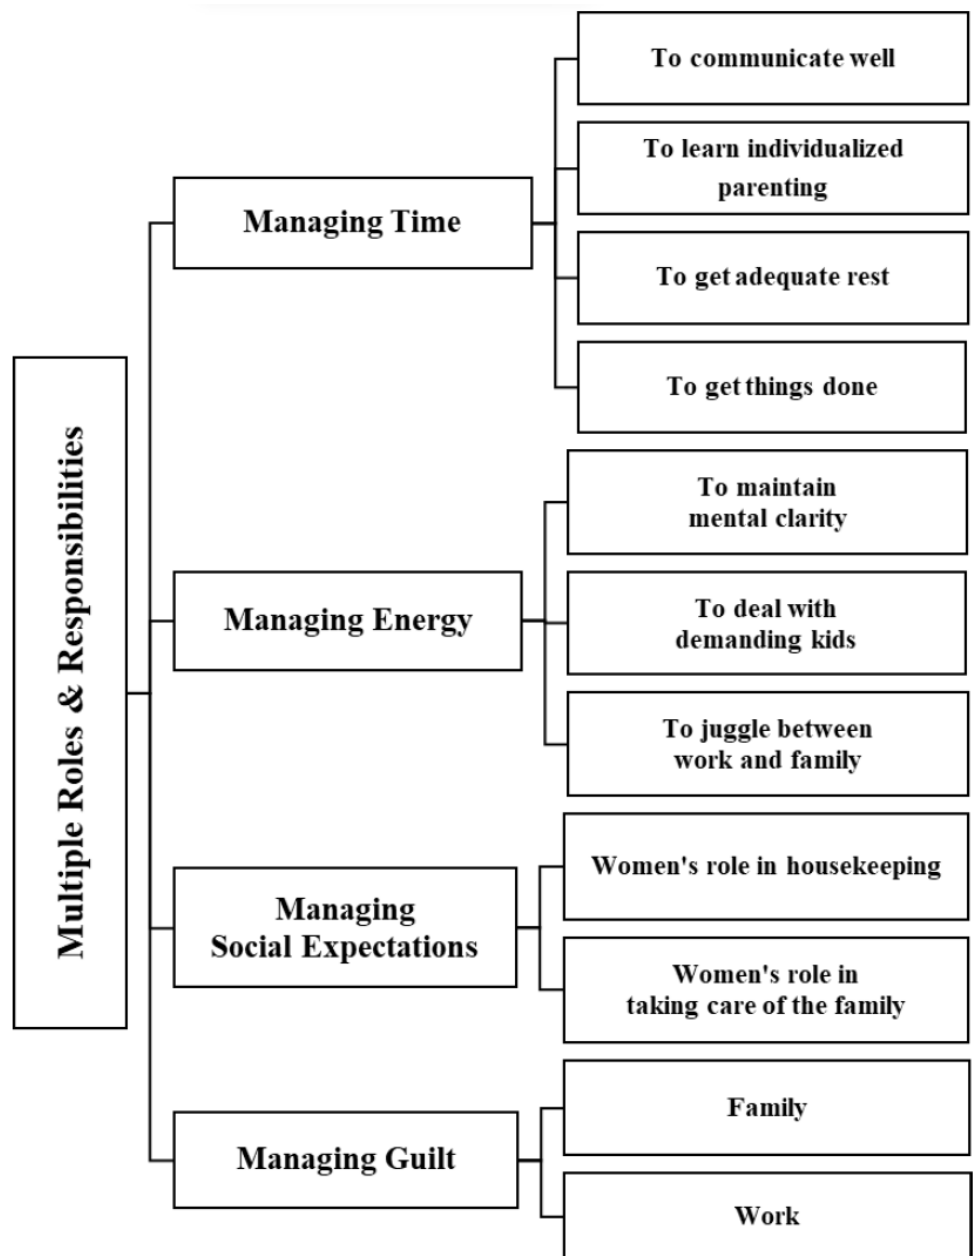 Multiple Roles & Responsibilities
Managing Time
To communicate well
To learn individualized
parenting
To get adequate rest
To get things done
Managing Energy
To maintain
mental clarity
To deal with
demanding kids
To juggle between
work and family
Managing
Social Expectations
Women's role in housekeeping
Women's role in
taking care of the family
Managing Guilt
Family
Work